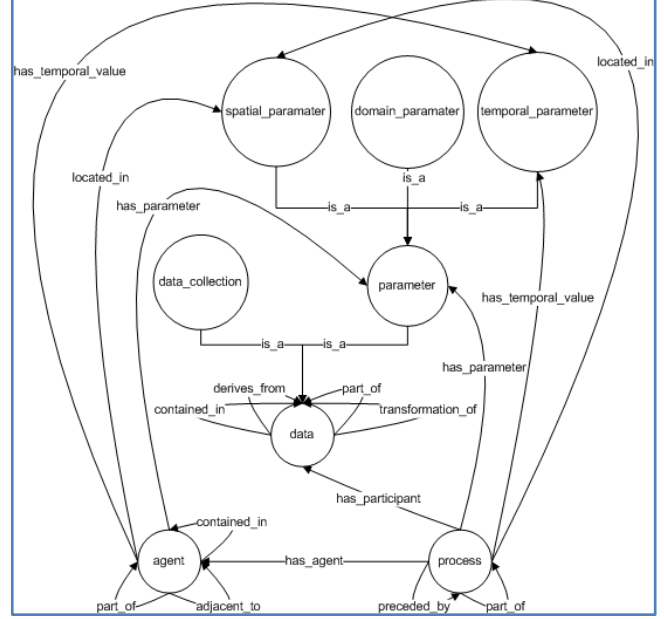 located_in
has_temporal_value
spatial_paramater
domain_paramater
temporal_parameter
located_in
is_a
has_parameter
is_a
is_a
data_collection
parameter
has_temporal_value
is_a
is_a
has_parameter
derives_from
part_of
contained_in
transformation_of
data
has_participant
contained_in
agent
has_agent
process
part_of
adjacent_to
preceded_by
part_of